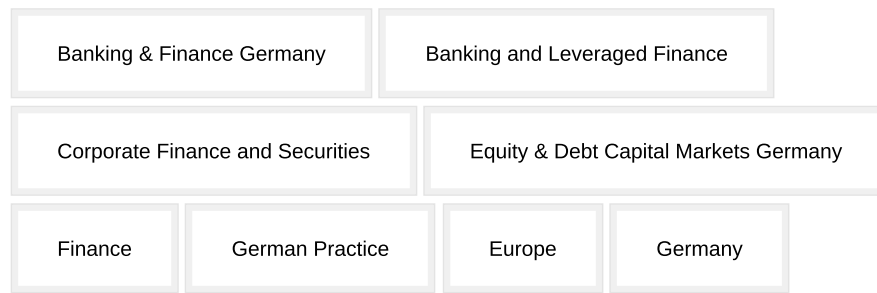 Banking & Finance Germany
Banking and Leveraged Finance
Corporate Finance and Securities
Equity & Debt Capital Markets Germany
Finance
German Practice
Europe
Germany